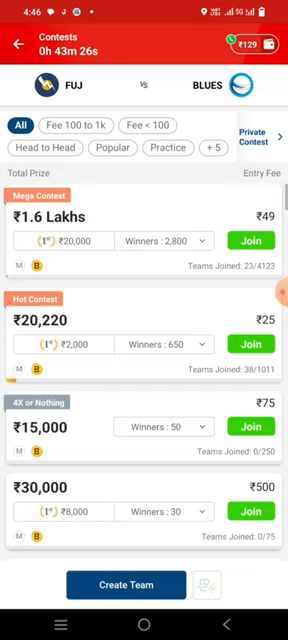 4:46
Contests
0h 43m 26s
₹129
FUJ
Vs
BLUES
All
Fee 100 to 1k
Fee < 100
Head to Head
Popular
Practice
+ 5
Private
Contest
Total Prize
Entry Fee
Mega Contest
₹1.6 Lakhs
₹49
1st ₹20,000
Winners : 2,800
Join
M
B
Teams Joined: 23/4123
Hot Contest
₹20,220
₹25
1st ₹2,000
Winners : 650
Join
M
B
Teams Joined: 38/1011
4X or Nothing
₹75
₹15,000
Winners : 50
Join
M
B
Teams Joined: 0/250
₹30,000
₹500
1st ₹8,000
Winners : 30
Join
M
B
Teams Joined: 0/75
Create Team